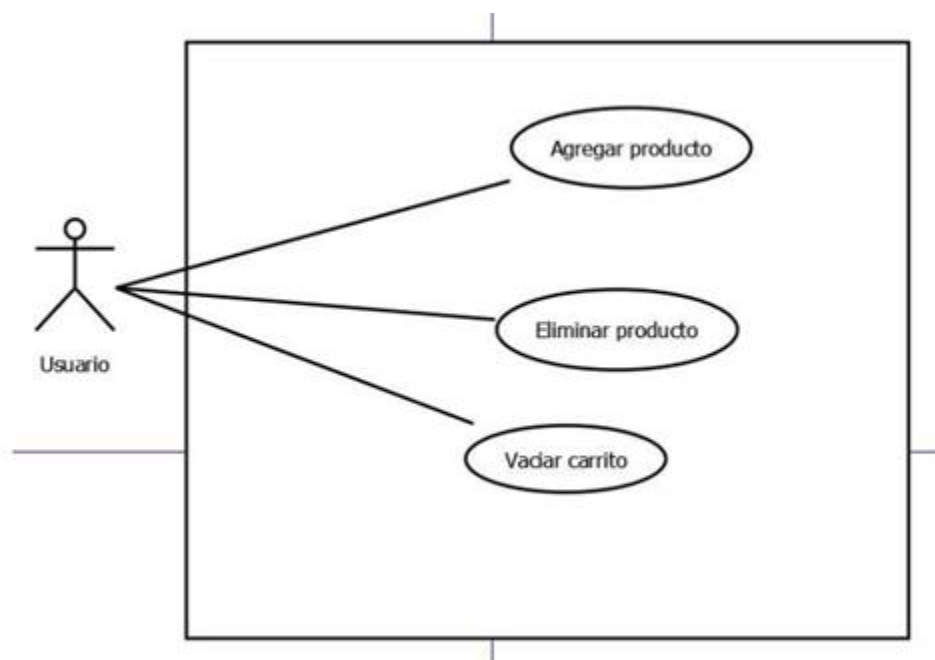 Agregar producto
Eliminar producto
Usuario
Vaciar carrito